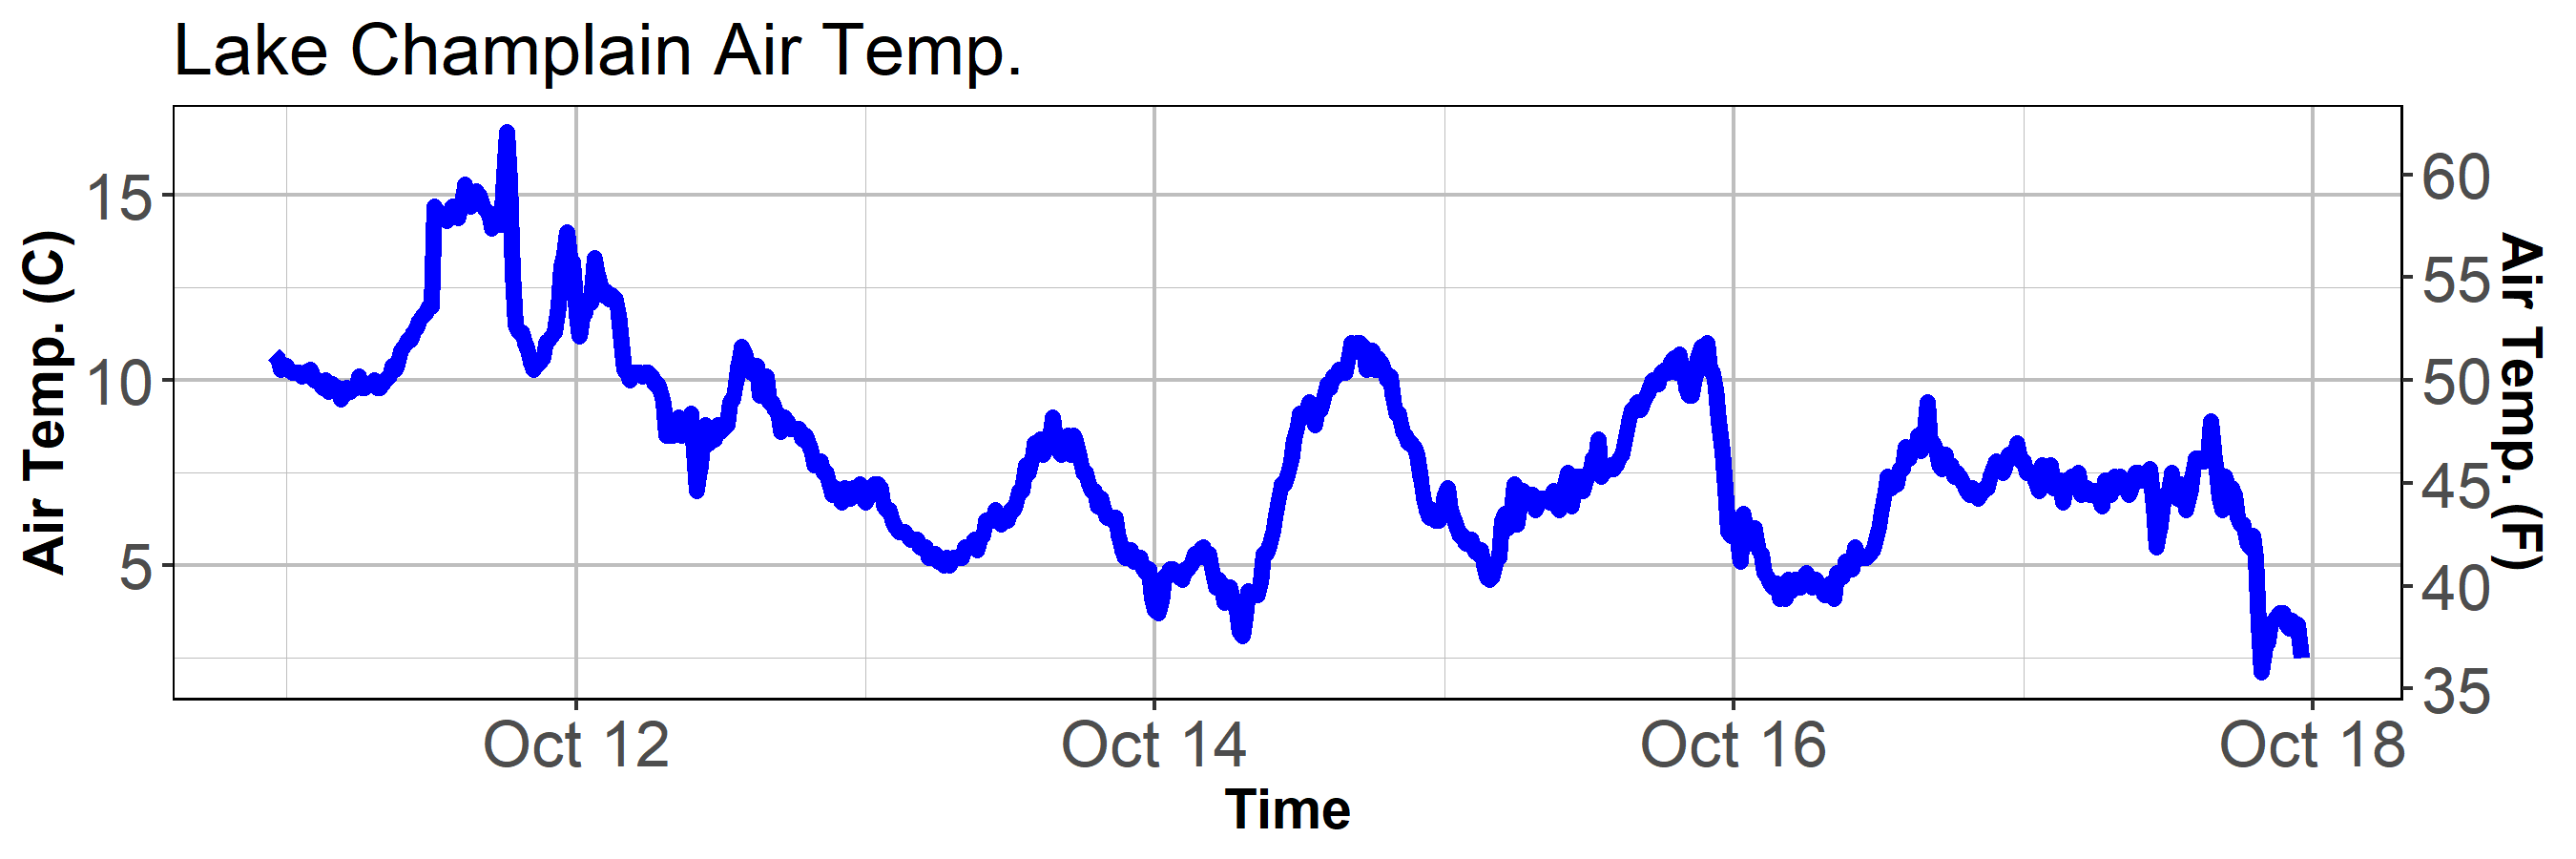 Lake Champlain Air Temp.
Air Temp. (C)
15
10
5
60
55
50
45
40
35
Air Temp. (F)
Oct 12
Oct 14
Oct 16
Oct 18
Time